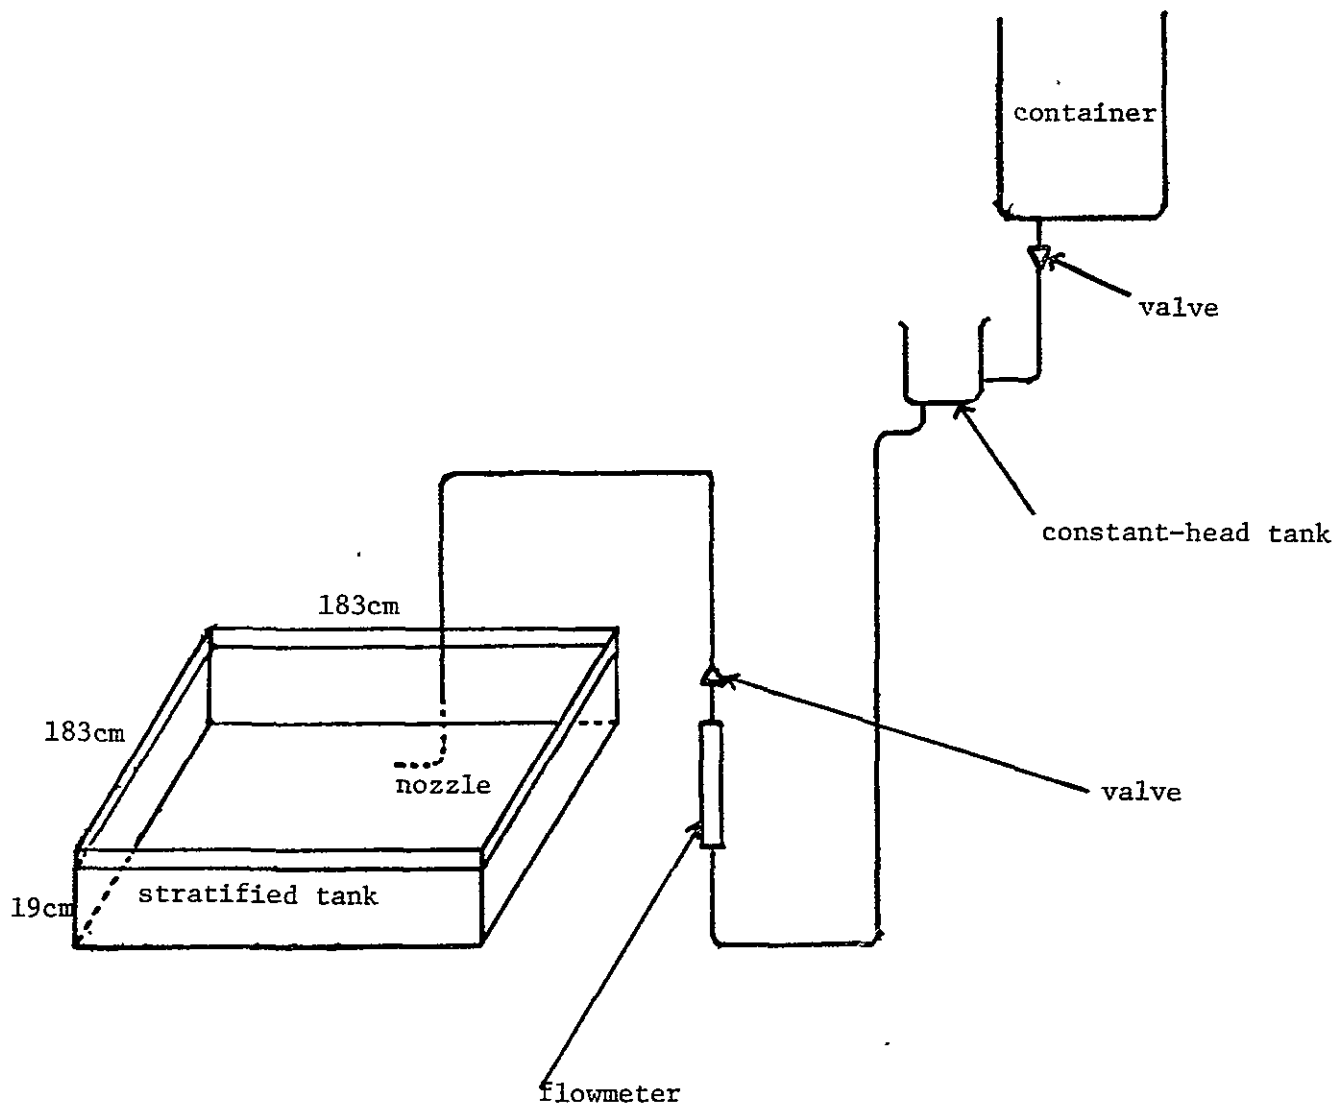 container
valve
constant-head tank
183cm
183cm
nozzle
valve
stratified tank
19cm
flowmeter